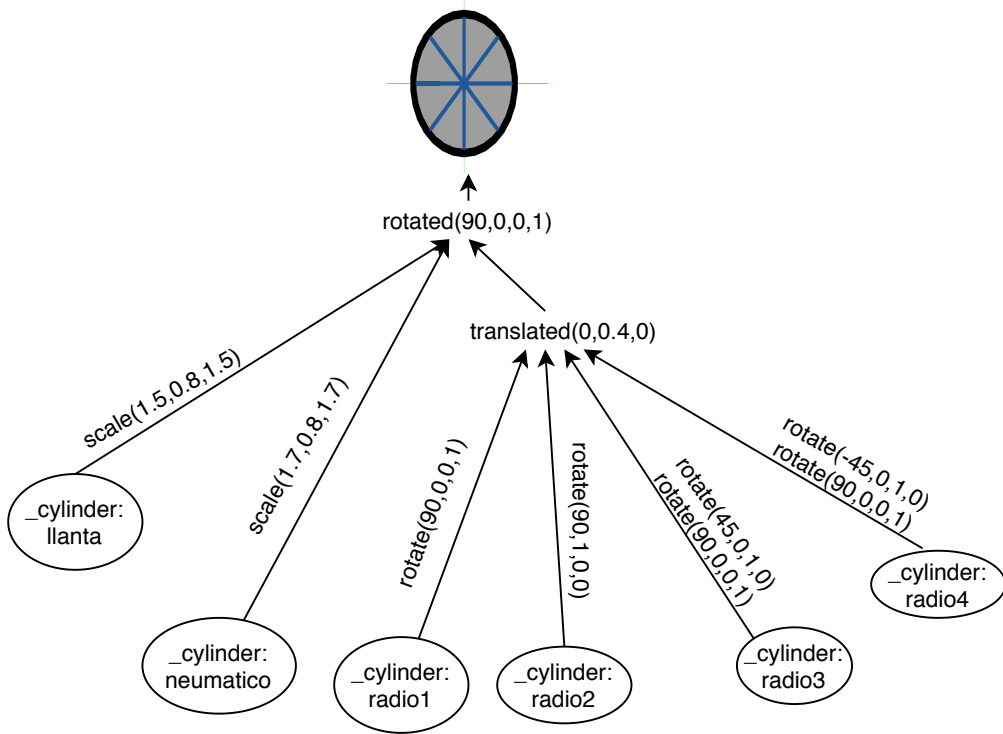 rotated(90,0,0,1)
translated(0,0.4,0)
scale(1.5,0.8,1.5)
scale(1.7,0.8,1.7)
rotate(90,0,0,1)
rotate(90,1,0,0)
rotate(45,0,1,0)
rotate(90,0,0,1)
rotate(-45,0,1,0)
rotate(90,0,0,1)
_cylinder:
llanta
_cylinder:
neumatico
_cylinder:
radio1
_cylinder:
radio2
_cylinder:
radio3
_cylinder:
radio4